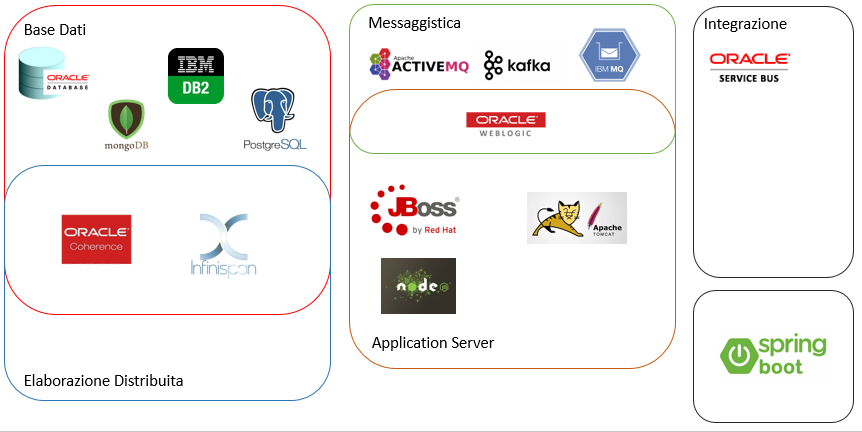 Base Dati
ORACLE
DATABASE
IBM
DB2
mongoDB
PostgreSQL
ORACLE
Coherence
Infinispan
Elaborazione Distribuita
Messaggistica
Apache
ACTIVEMQ
kafka
IBM MQ
ORACLE
WEBLOGIC
JBoss®
by Red Hat
Apache
TOMCAT
node
JS
Application Server
Integrazione
ORACLE
SERVICE BUS
spring
boot